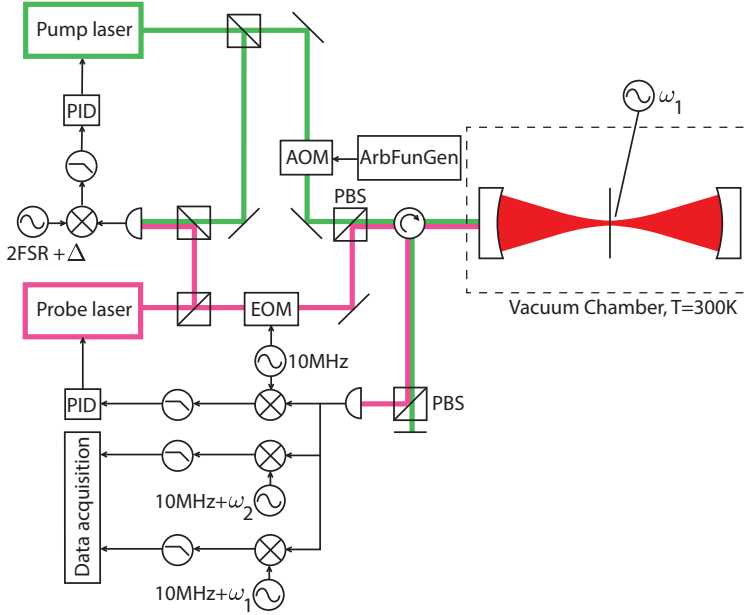 Pump laser
PID
AOM
ArbFunGen
ω1
PBS
2FSR + Δ
Vacuum Chamber, T=300K
Probe laser
EOM
10MHz
PID
PBS
Data acquisition
10MHz+ω2
10MHz+ω1